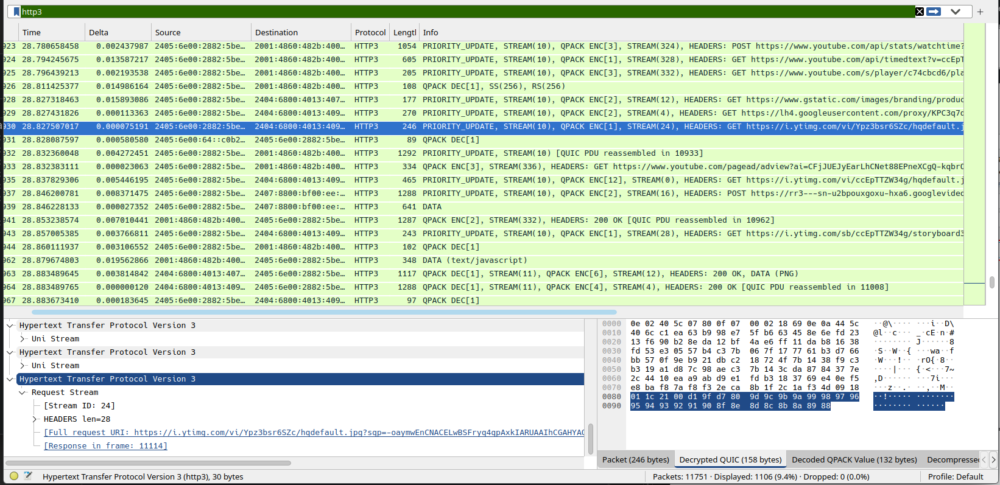 http3
Time Delta Source Destination Protocol Lengtl Info
923 28.780658458 0.002437987 2405:6e00:2882:5be… 2001:4860:482b:400… HTTP3 1054 PRIORITY_UPDATE, STREAM(10), QPACK ENC[3], STREAM(324), HEADERS: POST https://www.youtube.com/api/stats/watchtime?
924 28.794245675 0.013587217 2405:6e00:2882:5be… 2001:4860:482b:400… HTTP3 605 PRIORITY_UPDATE, STREAM(10), QPACK ENC[1], STREAM(328), HEADERS: GET https://www.youtube.com/api/timedtext?v=ccEpT
925 28.796439213 0.002193538 2405:6e00:2882:5be… 2001:4860:482b:400… HTTP3 205 PRIORITY_UPDATE, STREAM(10), QPACK ENC[3], STREAM(332), HEADERS: GET https://www.youtube.com/s/player/c74cbcd6/pla
926 28.811425377 0.014986164 2405:6e00:2882:5be… 2001:4860:482b:400… HTTP3 108 QPACK DEC[1], SS(256), RS(256)
928 28.827318463 0.015893086 2405:6e00:2882:5be… 2404:6800:4013:407… HTTP3 177 PRIORITY_UPDATE, STREAM(10), QPACK ENC[2], STREAM(12), HEADERS: GET https://www.gstatic.com/images/branding/produc
929 28.827431826 0.000113363 2405:6e00:2882:5be… 2404:6800:4013:409… HTTP3 270 PRIORITY_UPDATE, STREAM(10), QPACK ENC[2], STREAM(4), HEADERS: GET https://lh4.googleusercontent.com/proxy/KPC3q7d
930 28.827507017 0.000075191 2405:6e00:2882:5be… 2404:6800:4013:409… HTTP3 246 PRIORITY_UPDATE, STREAM(10), QPACK ENC[1], STREAM(24), HEADERS: GET https://i.ytimg.com/vi/Ypz3bsr6SZc/hqdefault.j
931 28.828087597 0.000580580 2405:6e00:64::c0b2… 2405:6e00:2882:5be… HTTP3 89 QPACK DEC[1]
932 28.832360048 0.004272451 2405:6e00:2882:5be… 2001:4860:482b:400… HTTP3 1292 PRIORITY_UPDATE, STREAM(10) [QUIC PDU reassembled in 10933]
933 28.832383111 0.000023063 2405:6e00:2882:5be… 2001:4860:482b:400… HTTP3 334 QPACK ENC[3], STREAM(336), HEADERS: GET https://www.youtube.com/pagead/adview?ai=CFjJUEJyEarLhCNet88EPneXCgQ-kqbrO
935 28.837829306 0.005446195 2405:6e00:2882:5be… 2404:6800:4013:409… HTTP3 465 PRIORITY_UPDATE, STREAM(10), QPACK ENC[12], STREAM(0), HEADERS: GET https://i.ytimg.com/vi/ccEpTTZW34g/hqdefault.j
937 28.846200781 0.008371475 2405:6e00:2882:5be… 2407:8800:bf00:ee:… HTTP3 1288 PRIORITY_UPDATE, STREAM(10), QPACK ENC[2], STREAM(16), HEADERS: POST https://rr3---sn-u2bpouxgoxu-hxa6.googlevideo
939 28.846228133 0.000027352 2405:6e00:2882:5be… 2407:8800:bf00:ee:… HTTP3 641 DATA
941 28.853238574 0.007010441 2001:4860:482b:400… 2405:6e00:2882:5be… HTTP3 1287 QPACK ENC[2], STREAM(332), HEADERS: 200 OK [QUIC PDU reassembled in 10962]
943 28.857005385 0.003766811 2405:6e00:2882:5be… 2404:6800:4013:409… HTTP3 243 PRIORITY_UPDATE, STREAM(10), QPACK ENC[1], STREAM(28), HEADERS: GET https://i.ytimg.com/sb/ccEpTTZW34g/storyboard3
944 28.860111937 0.003106552 2405:6e00:2882:5be… 2001:4860:482b:400… HTTP3 102 QPACK DEC[1]
962 28.879674803 0.019562866 2001:4860:482b:400… 2405:6e00:2882:5be… HTTP3 348 DATA (text/javascript)
963 28.883489645 0.003814842 2404:6800:4013:407… 2405:6e00:2882:5be… HTTP3 1117 QPACK DEC[1], STREAM(11), QPACK ENC[6], STREAM(12), HEADERS: 200 OK, DATA (PNG)
964 28.883489765 0.000000120 2404:6800:4013:409… 2405:6e00:2882:5be… HTTP3 1288 QPACK DEC[1], STREAM(11), QPACK ENC[4], STREAM(4), HEADERS: 200 OK [QUIC PDU reassembled in 11008]
967 28.883673410 0.000183645 2405:6e00:2882:5be… 2404:6800:4013:409… HTTP3 97 QPACK DEC[1]
Hypertext Transfer Protocol Version 3
Uni Stream
Hypertext Transfer Protocol Version 3
Uni Stream
Hypertext Transfer Protocol Version 3
Request Stream
[Stream ID: 24]
HEADERS len=28
[Full request URI: https://i.ytimg.com/vi/Ypz3bsr6SZc/hqdefault.jpg?sqp=-oaymwEnCNACELwBSFryq4qpAxkIARUAAIhCGAHYAQ
[Response in frame: 11114]
0000 0e 02 40 5c 07 80 0f 07 00 02 18 69 0e 0a 44 5c ··@\···· ···i··D\
0010 40 6c c1 ea 63 b9 98 e7 5f b6 63 45 8e 6e fd 23 @l··c··· _·cE·n·#
0020 13 f6 90 b2 8e da 12 bf 4a e6 ff 11 da b8 16 38 ········ J······8
0030 fd 53 e3 05 57 b4 c3 7b 06 7f 17 77 61 b3 d7 66 ·S··W··{ ···wa··f
0040 bb 57 0f 9e b9 21 db c2 18 72 4f 7b 14 38 f9 c3 ·W···!·· ·rO{·8··
0050 b3 19 a1 d8 7c 98 ae c3 7b 14 3c da 87 84 37 7e ····|··· {·<···7~
0060 2c 44 10 ea a9 ab d9 e1 fd b3 18 37 69 e4 0e f5 ,D······ ···7i···
0070 e8 ba f8 7a f8 f3 2e ca 8b 1f 2c 1a f3 4d 09 18 ···z··.· ··,··M··
0080 01 1c 21 00 d1 9f d7 80 9d 9c 9b 9a 99 98 97 96 ··!····· ········
0090 95 94 93 92 91 90 8f 8e 8d 8c 8b 8a 89 88 ········ ······
Packet (246 bytes) Decrypted QUIC (158 bytes) Decoded QPACK Value (132 bytes) Decompressed
Hypertext Transfer Protocol Version 3 (http3), 30 bytes Packets: 11751 · Displayed: 1106 (9.4%) · Dropped: 0 (0.0%) Profile: Default